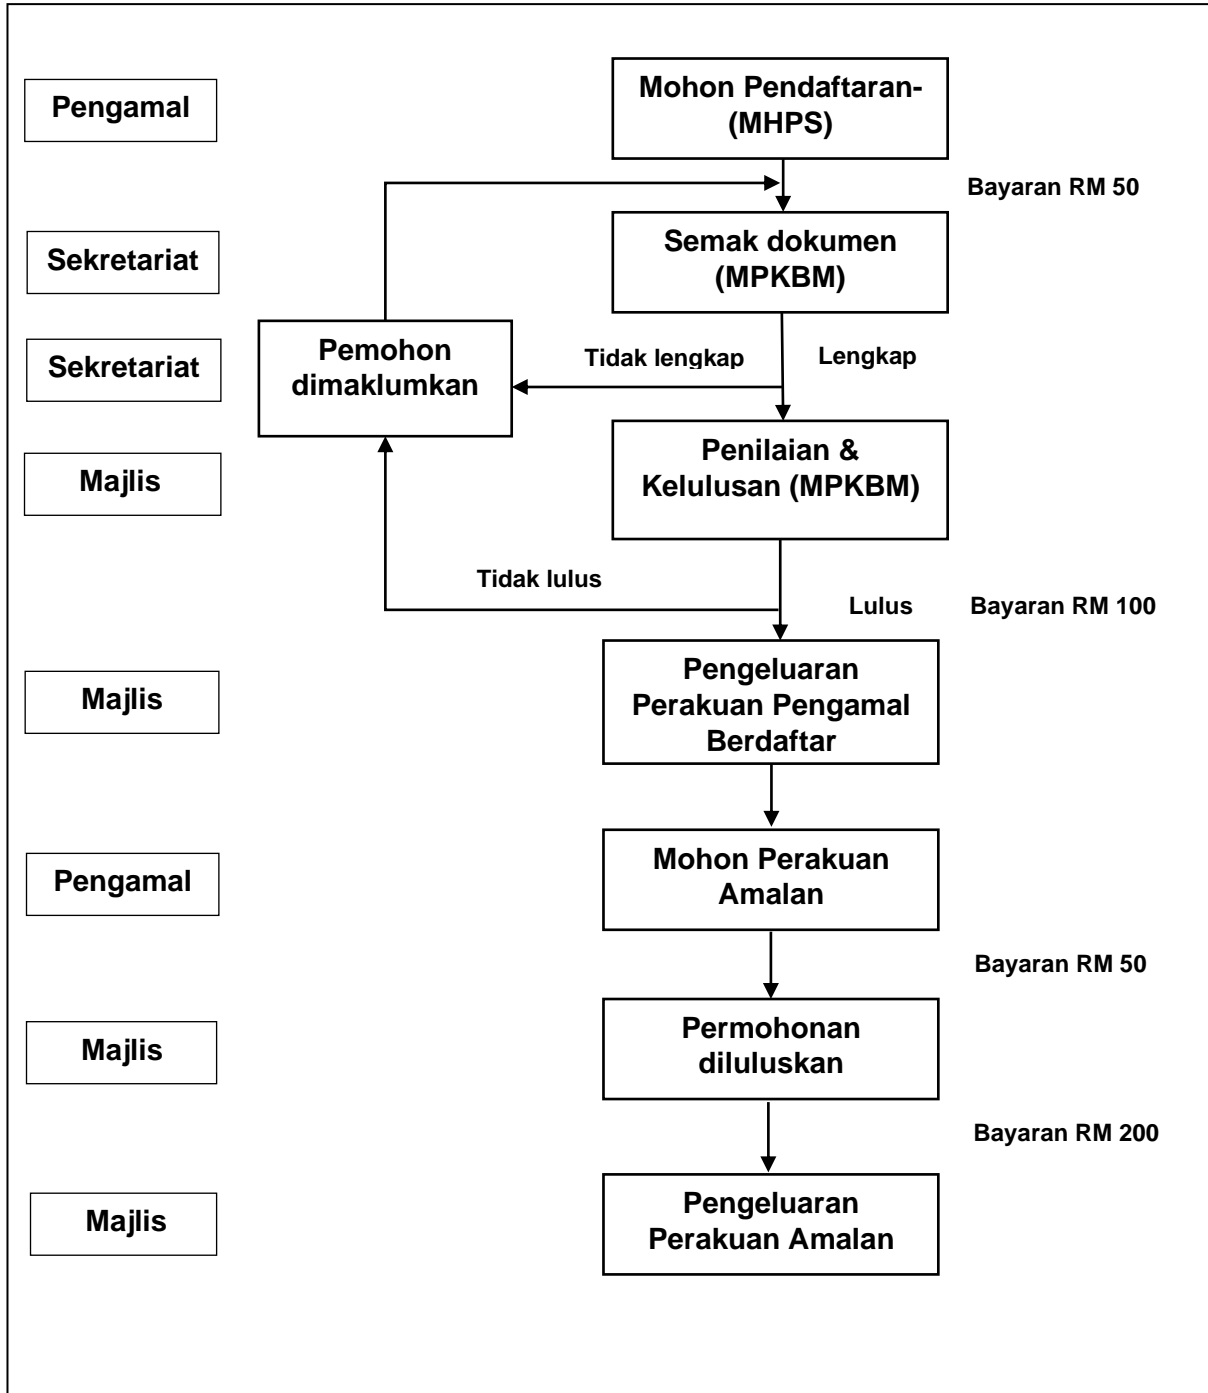 Pengamal
Mohon Pendaftaran-
(MHPS)
Bayaran RM 50
Sekretariat
Semak dokumen
(MPKBM)
Sekretariat
Pemohon
dimaklumkan
Tidak lengkap
Lengkap
Majlis
Penilaian &
Kelulusan (MPKBM)
Tidak lulus
Lulus
Bayaran RM 100
Majlis
Pengeluaran
Perakuan Pengamal
Berdaftar
Pengamal
Mohon Perakuan
Amalan
Bayaran RM 50
Majlis
Permohonan
diluluskan
Bayaran RM 200
Majlis
Pengeluaran
Perakuan Amalan